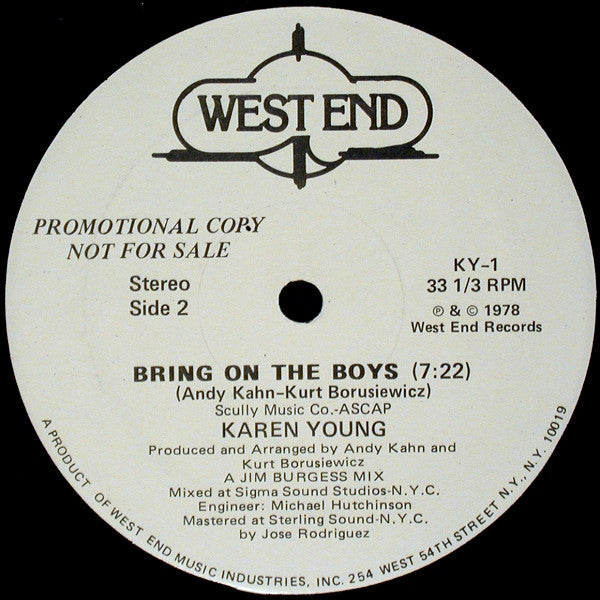 WEST END
PROMOTIONAL COPY
NOT FOR SALE
Stereo
Side 2
KY-1
33 1/3 RPM
℗ & © 1978
West End Records
BRING ON THE BOYS (7:22)
(Andy Kahn-Kurt Borusiewicz)
Scully Music Co.-ASCAP
KAREN YOUNG
Produced and Arranged by Andy Kahn and
Kurt Borusiewicz
A JIM BURGESS MIX
Mixed at Sigma Sound Studios-N.Y.C.
Engineer: Michael Hutchinson
Mastered at Sterling Sound-N.Y.C.
by Jose Rodriguez
A PRODUCT OF WEST END MUSIC INDUSTRIES, INC. 254 WEST 54TH STREET N.Y., N.Y. 10019